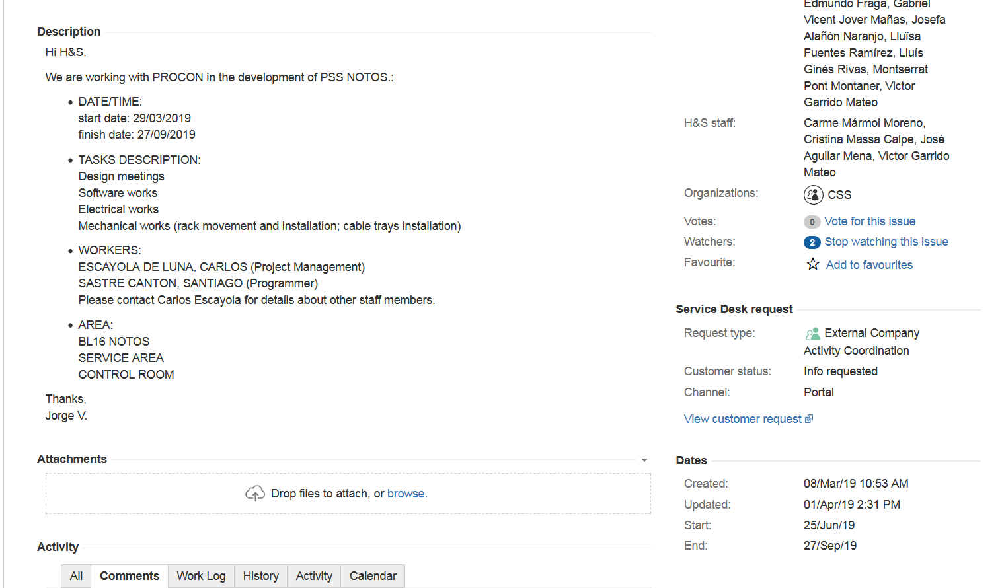 Description
Hi H&S,
We are working with PROCON in the development of PSS NOTOS.:
DATE/TIME:
start date: 29/03/2019
finish date: 27/09/2019
TASKS DESCRIPTION:
Design meetings
Software works
Electrical works
Mechanical works (rack movement and installation; cable trays installation)
WORKERS:
ESCAYOLA DE LUNA, CARLOS (Project Management)
SASTRE CANTON, SANTIAGO (Programmer)
Please contact Carlos Escayola for details about other staff members.
AREA:
BL16 NOTOS
SERVICE AREA
CONTROL ROOM
Thanks,
Jorge V.
Attachments
Drop files to attach, or browse.
Activity
All Comments Work Log History Activity Calendar
Edmundo Fraga, Gabriel
Vicent Jover Mañas, Josefa
Alañón Naranjo, Lluïsa
Fuentes Ramírez, Lluís
Ginés Rivas, Montserrat
Pont Montaner, Victor
Garrido Mateo
H&S staff: Carme Mármol Moreno,
Cristina Massa Calpe, José
Aguilar Mena, Victor Garrido
Mateo
Organizations: CSS
Votes: 0 Vote for this issue
Watchers: 2 Stop watching this issue
Favourite: Add to favourites
Service Desk request
Request type: External Company
Activity Coordination
Customer status: Info requested
Channel: Portal
View customer request
Dates
Created: 08/Mar/19 10:53 AM
Updated: 01/Apr/19 2:31 PM
Start: 25/Jun/19
End: 27/Sep/19